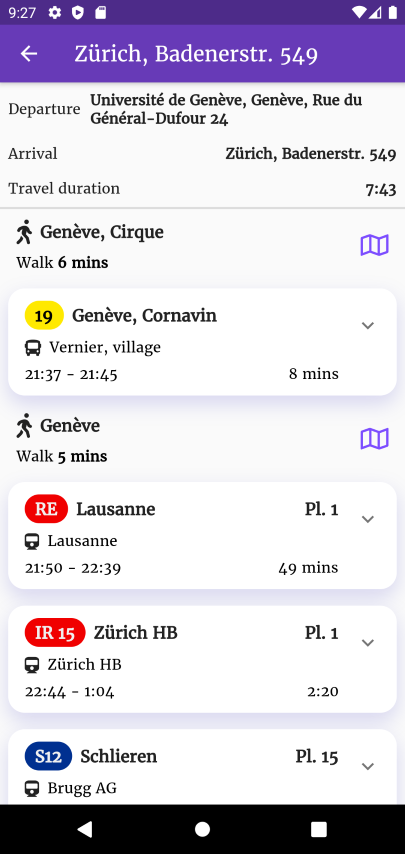 9:27
Zürich, Badenerstr. 549
Departure Université de Genève, Genève, Rue du
Général-Dufour 24
Arrival Zürich, Badenerstr. 549
Travel duration 7:43
Genève, Cirque
Walk 6 mins
19 Genève, Cornavin
Vernier, village
21:37 - 21:45 8 mins
Genève
Walk 5 mins
RE Lausanne Pl. 1
Lausanne
21:50 - 22:39 49 mins
IR 15 Zürich HB Pl. 1
Zürich HB
22:44 - 1:04 2:20
S12 Schlieren Pl. 15
Brugg AG